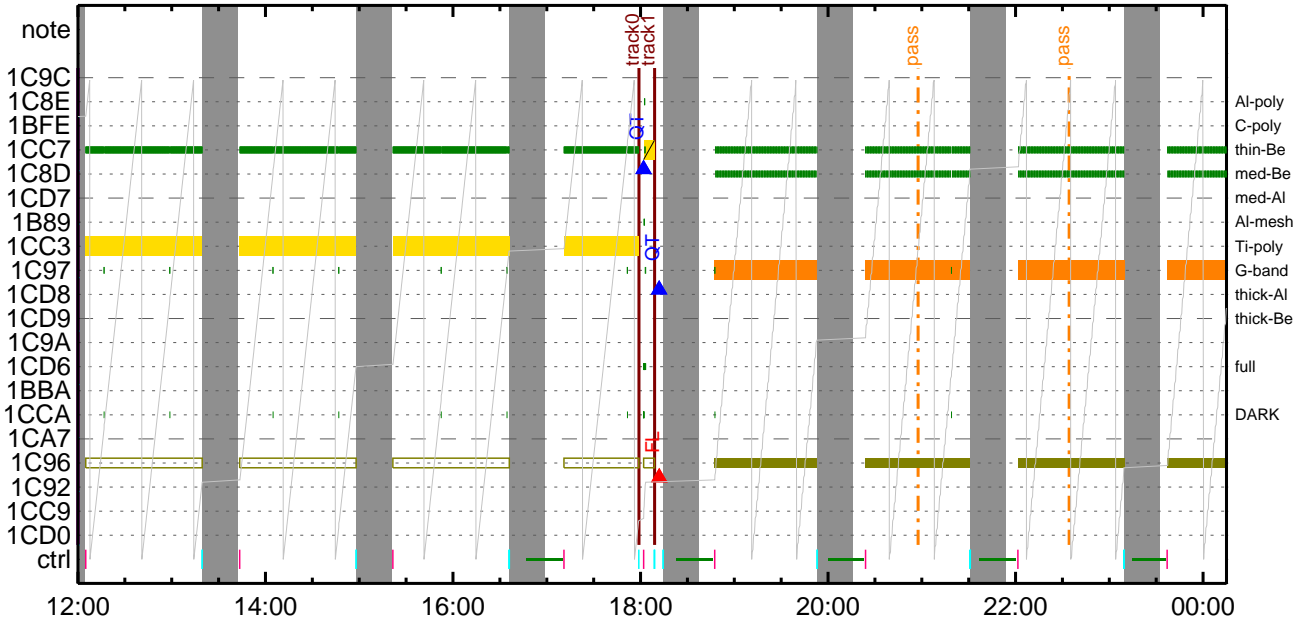 note
track0
track1
pass
pass
1C9C
1C8E Al-poly
1BFE C-poly
QT
1CC7 thin-Be
1C8D med-Be
1CD7 med-Al
1B89 Al-mesh
1CC3 Ti-poly
QT
1C97 G-band
1CD8 thick-Al
1CD9 thick-Be
1C9A
1CD6 full
1BBA
1CCA DARK
1CA7
FL
1C96
1C92
1CC9
1CD0
ctrl
12:00 14:00 16:00 18:00 20:00 22:00 00:00